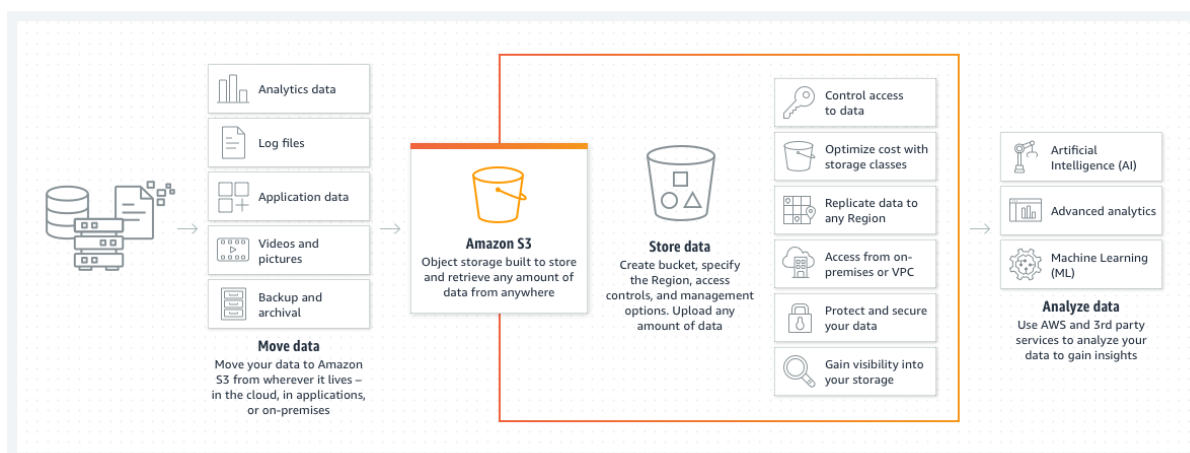 Analytics data
Log files
Application data
Videos and
pictures
Backup and
archival
Move data
Move your data to Amazon
S3 from wherever it lives –
in the cloud, in applications,
or on-premises
Amazon S3
Object storage built to store
and retrieve any amount of
data from anywhere
Store data
Create bucket, specify
the Region, access
controls, and management
options. Upload any
amount of data
Control access
to data
Optimize cost with
storage classes
Replicate data to
any Region
Access from on-
premises or VPC
Protect and secure
your data
Gain visibility into
your storage
Artificial
Intelligence (AI)
Advanced analytics
Machine Learning
(ML)
Analyze data
Use AWS and 3rd party
services to analyze your
data to gain insights